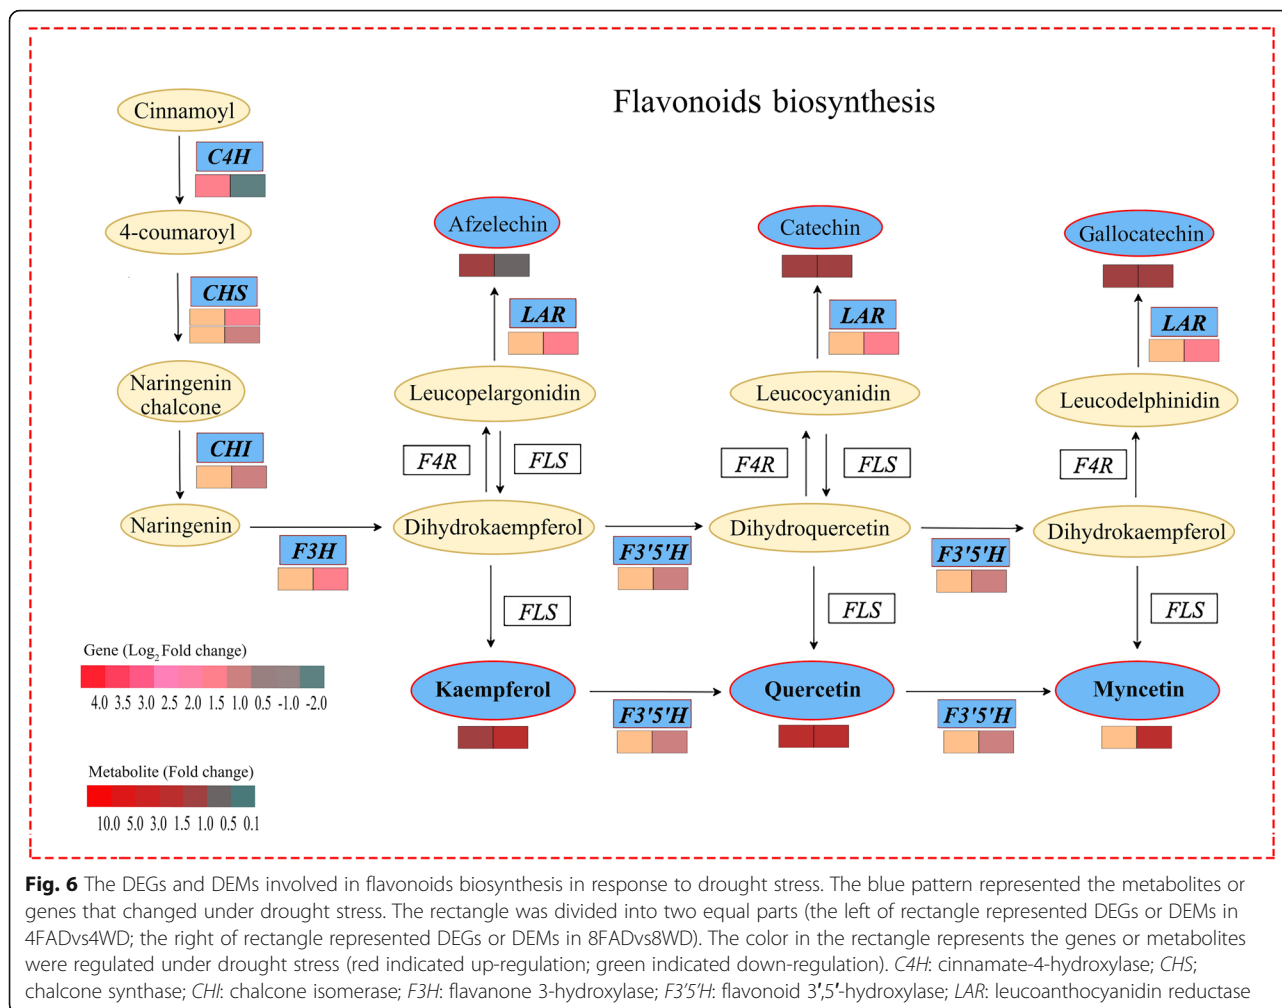 Flavonoids biosynthesis
Cinnamoyl
C4H
4-coumaroyl
CHS
Naringenin
chalcone
CHI
Naringenin
F3H
Afzelechin
LAR
Leucopelargonidin
F4R
FLS
Dihydrokaempferol
FLS
Kaempferol
F3'5'H
F3'5'H
Catechin
LAR
Leucocyanidin
F4R
FLS
Dihydroquercetin
FLS
Quercetin
F3'5'H
F3'5'H
Gallocatechin
LAR
Leucodelphinidin
F4R
Dihydrokaempferol
FLS
Myncetin
Gene (Log2 Fold change)
4.0 3.5 3.0 2.5 2.0 1.5 1.0 0.5 -1.0 -2.0
Metabolite (Fold change)
10.0 5.0 3.0 1.5 1.0 0.5 0.1
Fig. 6 The DEGs and DEMs involved in flavonoids biosynthesis in response to drought stress. The blue pattern represented the metabolites or
genes that changed under drought stress. The rectangle was divided into two equal parts (the left of rectangle represented DEGs or DEMs in
4FADvs4WD; the right of rectangle represented DEGs or DEMs in 8FADvs8WD). The color in the rectangle represents the genes or metabolites
were regulated under drought stress (red indicated up-regulation; green indicated down-regulation). C4H: cinnamate-4-hydroxylase; CHS;
chalcone synthase; CHI: chalcone isomerase; F3H: flavanone 3-hydroxylase; F3'5'H: flavonoid 3′,5′-hydroxylase; LAR: leucoanthocyanidin reductase